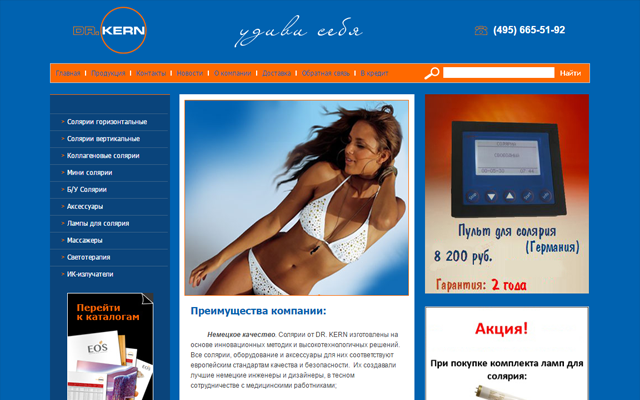 DR. KERN
удиви себя
(495) 665-51-92
Главная | Продукция | Контакты | Новости | О компании | Доставка | Обратная связь | В кредит
Найти
> Солярии горизонтальные
> Солярии вертикальные
> Коллагеновые солярии
> Мини солярии
> Б/У Солярии
> Аксессуары
> Лампы для солярия
> Массажеры
> Светотерапия
> ИК-излучатели
Перейти
к каталогам
EOS
Преимущества компании:
Немецкое качество. Солярии от DR. KERN изготовлены на
основе инновационных методик и высокотехнологичных решений.
Все солярии, оборудование и аксессуары для них соответствуют
европейским стандартам качества и безопасности. Их создавали
лучшие немецкие инженеры и дизайнеры, в тесном
сотрудничестве с медицинскими работниками;
Пульт для солярия
(Германия)
8 200 руб.
Гарантия: 2 года
Акция!
При покупке комплекта ламп для
солярия: